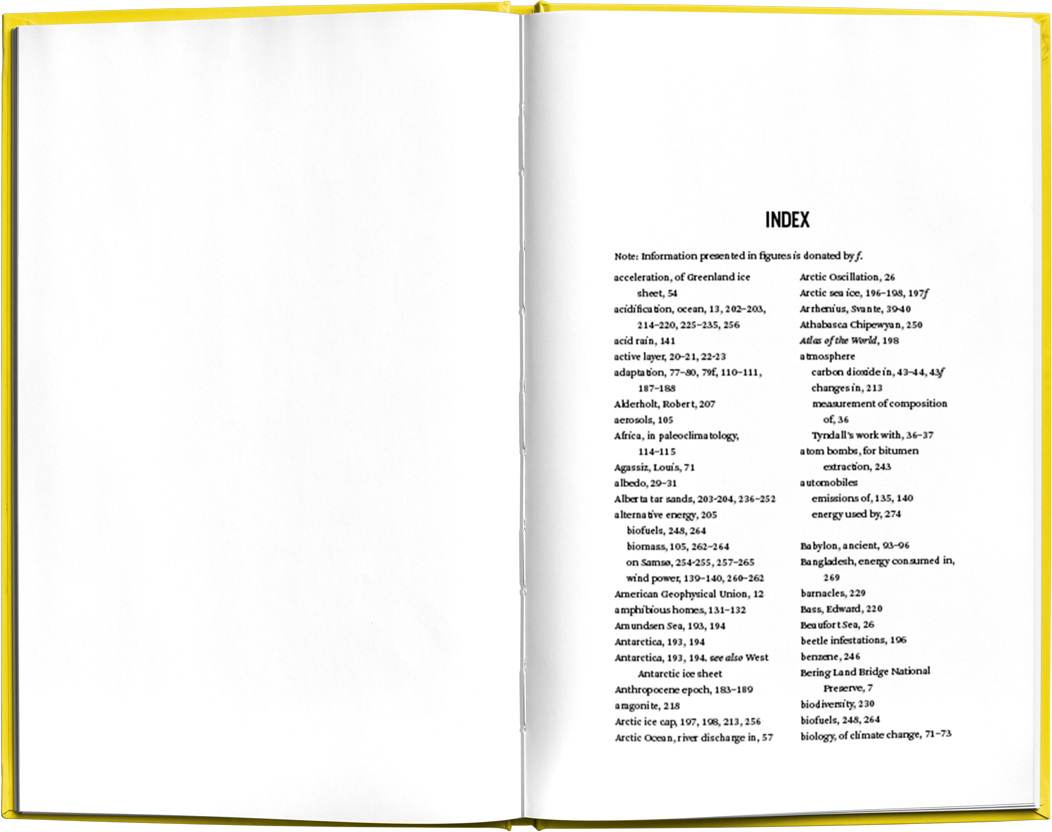 INDEX
Note: Information presented in figures is donated by f.
acceleration, of Greenland ice
sheet, 54
acidification, ocean, 13, 202–203,
214–220, 225–235, 256
acid rain, 141
active layer, 20–21, 22-23
adaptation, 77–80, 79f, 110–111,
187–188
Alderholt, Robert, 207
aerosols, 105
Africa, in paleoclimatology,
114–115
Agassiz, Louis, 71
albedo, 29–31
Alberta tar sands, 203-204, 236–252
alternative energy, 205
biofuels, 248, 264
biomass, 105, 262–264
on Samsø, 254-255, 257–265
wind power, 139–140, 260–262
American Geophysical Union, 12
amphibious homes, 131–132
Amundsen Sea, 193, 194
Antarctica, 193, 194
Antarctica, 193, 194. see also West
Antarctic ice sheet
Anthropocene epoch, 183–189
aragonite, 218
Arctic ice cap, 197, 198, 213, 256
Arctic Ocean, river discharge in, 57
Arctic Oscillation, 26
Arctic sea ice, 196–198, 197f
Arrhenius, Svante, 39-40
Athabasca Chipewyan, 250
Atlas of the World, 198
atmosphere
carbon dioxide in, 43–44, 43f
changes in, 213
measurement of composition
of, 36
Tyndall's work with, 36–37
atom bombs, for bitumen
extraction, 243
automobiles
emissions of, 135, 140
energy used by, 274
Babylon, ancient, 93–96
Bangladesh, energy consumed in,
269
barnacles, 229
Bass, Edward, 220
Beaufort Sea, 26
beetle infestations, 196
benzene, 246
Bering Land Bridge National
Preserve, 7
biodiversity, 230
biofuels, 248, 264
biology, of climate change, 71–73